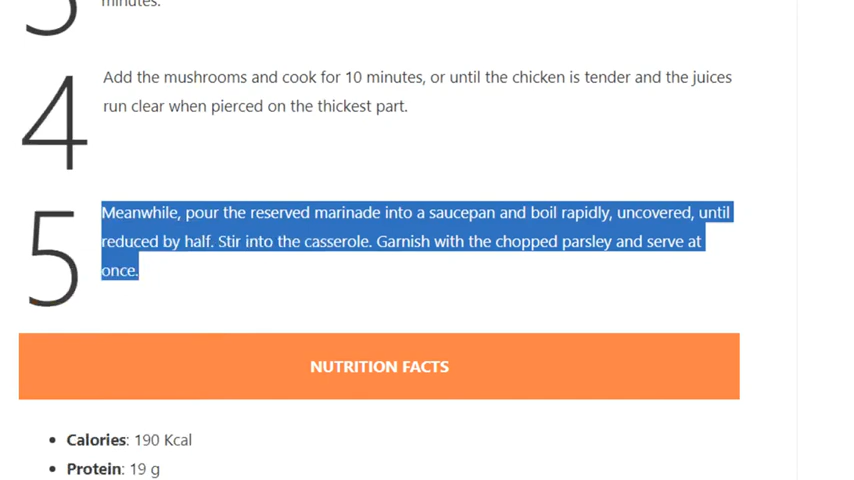 minutes.
4
Add the mushrooms and cook for 10 minutes, or until the chicken is tender and the juices
run clear when pierced on the thickest part.
5
Meanwhile, pour the reserved marinade into a saucepan and boil rapidly, uncovered, until
reduced by half. Stir into the casserole. Garnish with the chopped parsley and serve at
once.
NUTRITION FACTS
• Calories: 190 Kcal
• Protein: 19 g